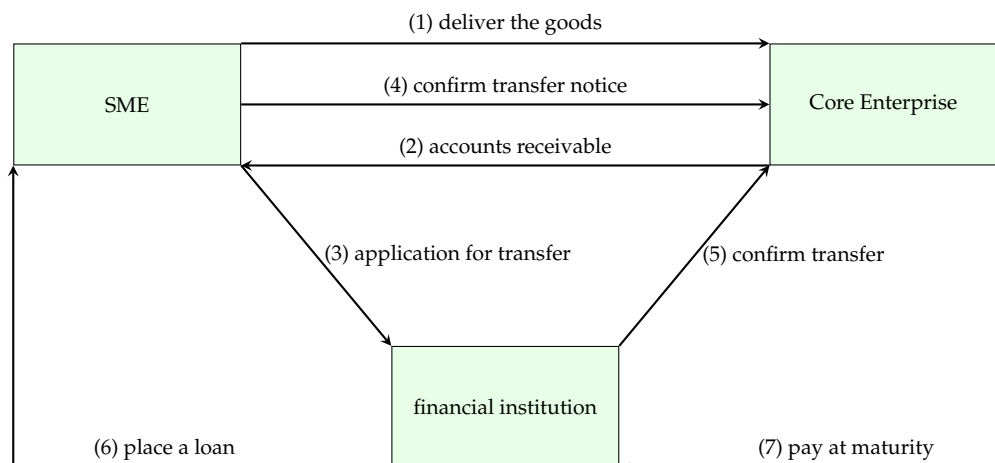 (1) deliver the goods
SME
(4) confirm transfer notice
Core Enterprise
(2) accounts receivable
(3) application for transfer
(5) confirm transfer
financial institution
(6) place a loan
(7) pay at maturity